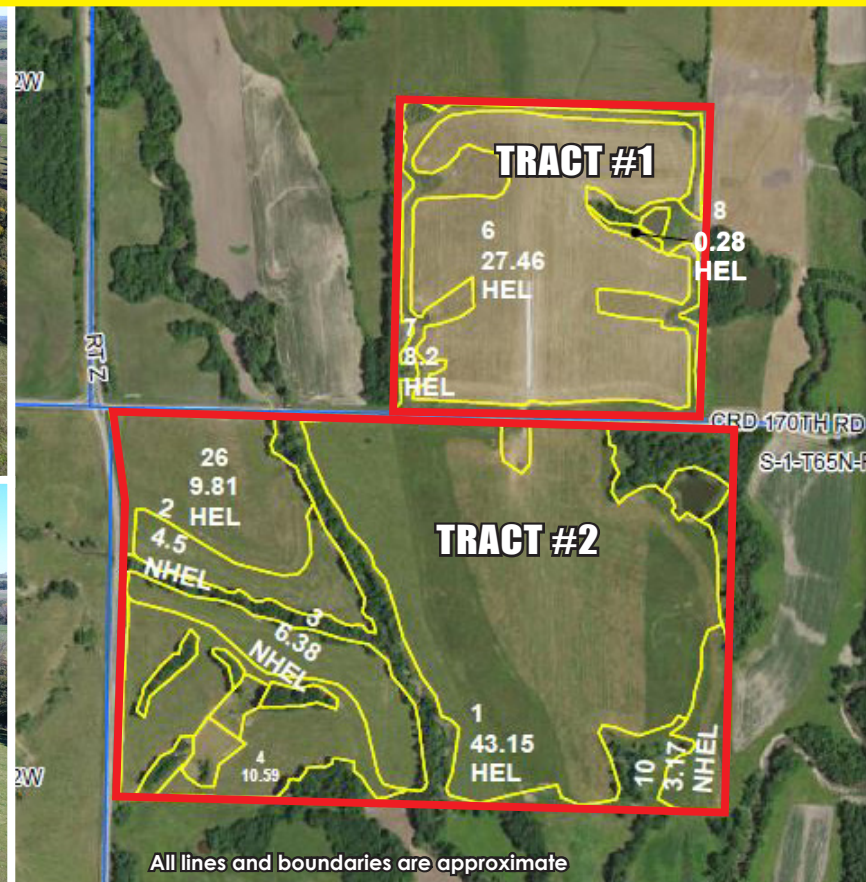 2W
TRACT #1
6
27.46
HEL
8
0.28
HEL
7
8.2
HEL
RT Z
CRD 170TH RD
S-1-T65N-R
26
9.81
HEL
2
4.5
NHEL
TRACT #2
3
6.38
NHEL
1
43.15
HEL
4
10.59
10
3.17
NHEL
2W
All lines and boundaries are approximate